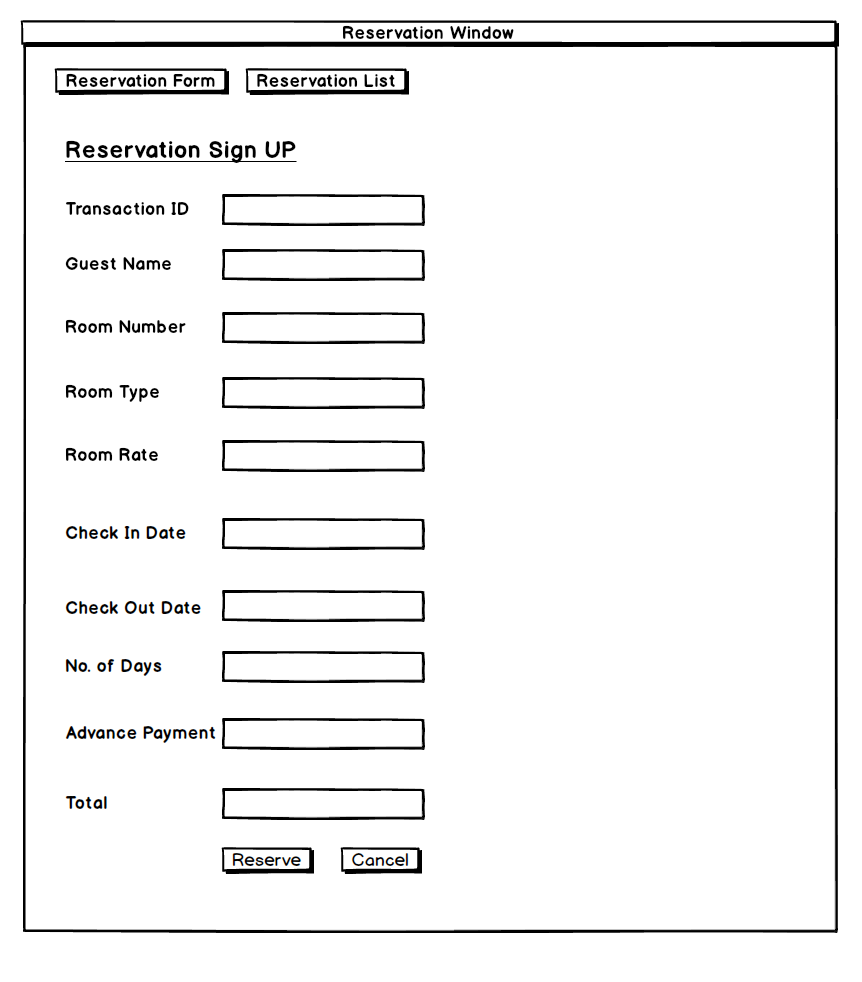 Reservation Window
Reservation Form Reservation List
Reservation Sign UP
Transaction ID
Guest Name
Room Number
Room Type
Room Rate
Check In Date
Check Out Date
No. of Days
Advance Payment
Total
Reserve Cancel